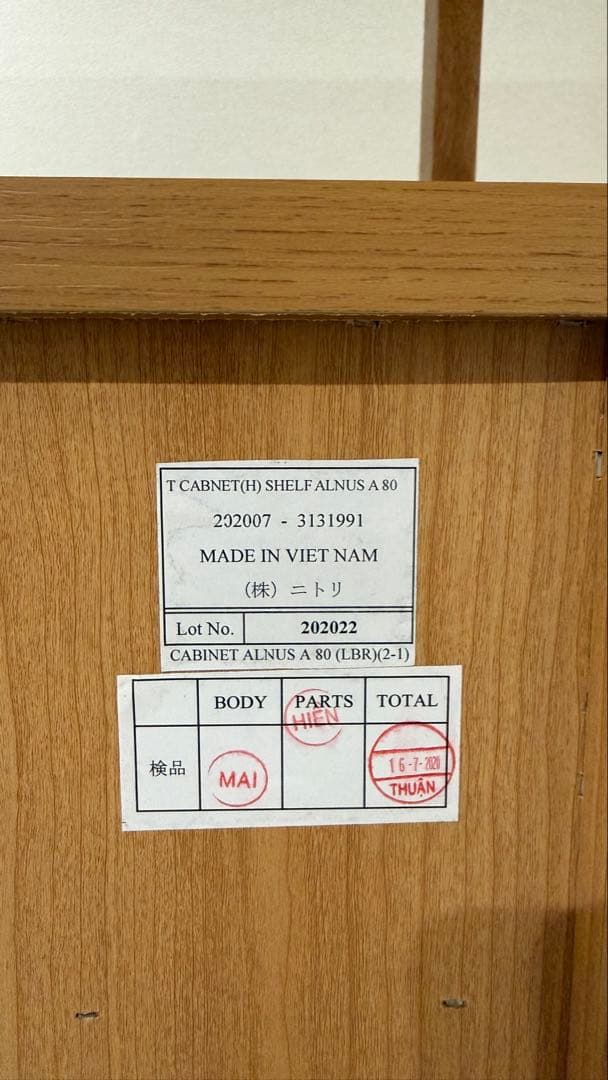 T CABNET(H) SHELF ALNUS A 80
202007 - 3131991
MADE IN VIET NAM
（株）ニトリ
Lot No. 202022
CABINET ALNUS A 80 (LBR)(2-1)
BODY PARTS TOTAL
HIEN
検品 MAI 16-7-2020
THUẬN